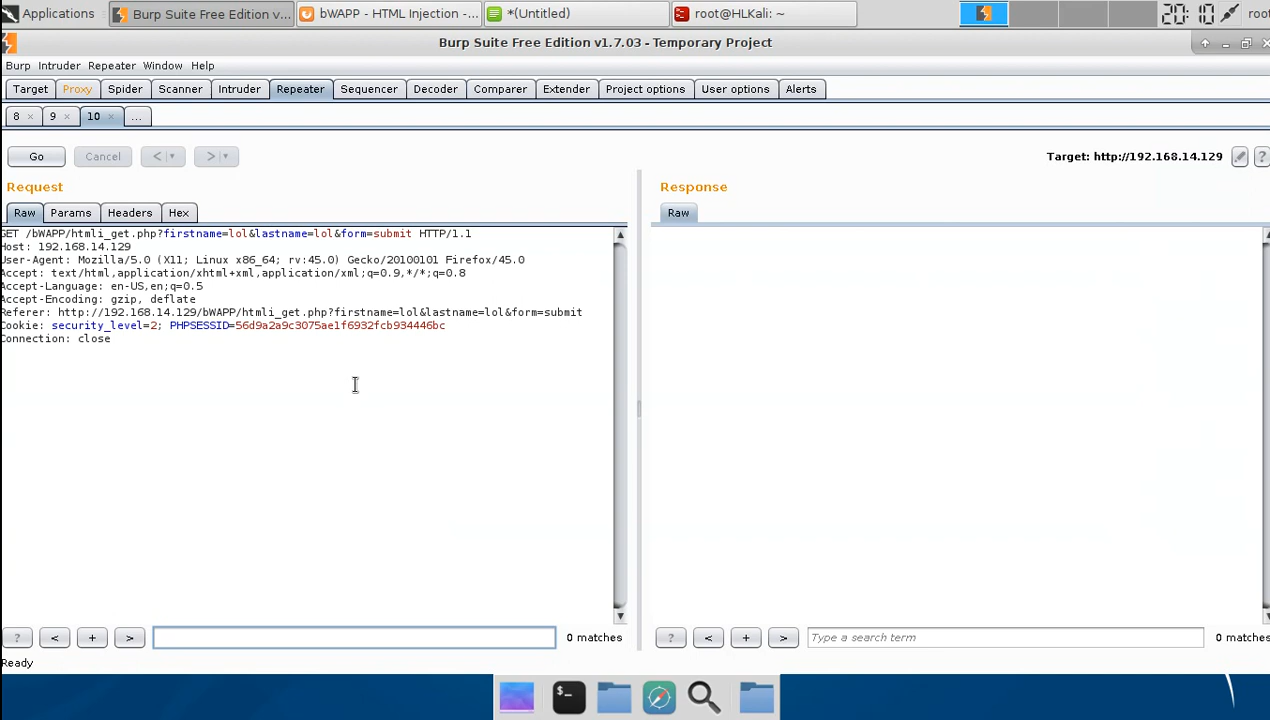 Applications Burp Suite Free Edition v... bWAPP - HTML Injection -... *(Untitled) root@HLKali: ~ 20:10 root
Burp Suite Free Edition v1.7.03 - Temporary Project
Burp Intruder Repeater Window Help
Target Proxy Spider Scanner Intruder Repeater Sequencer Decoder Comparer Extender Project options User options Alerts
8 × 9 × 10 × ...
Go Cancel < > Target: http://192.168.14.129 ?
Request
Raw Params Headers Hex
GET /bWAPP/htmli_get.php?firstname=lol&lastname=lol&form=submit HTTP/1.1
Host: 192.168.14.129
User-Agent: Mozilla/5.0 (X11; Linux x86_64; rv:45.0) Gecko/20100101 Firefox/45.0
Accept: text/html,application/xhtml+xml,application/xml;q=0.9,*/*;q=0.8
Accept-Language: en-US,en;q=0.5
Accept-Encoding: gzip, deflate
Referer: http://192.168.14.129/bWAPP/htmli_get.php?firstname=lol&lastname=lol&form=submit
Cookie: security_level=2; PHPSESSID=56d9a2a9c3075ae1f6932fcb934446bc
Connection: close
? < + > 0 matches
Response
Raw
? < + > Type a search term 0 matches
Ready